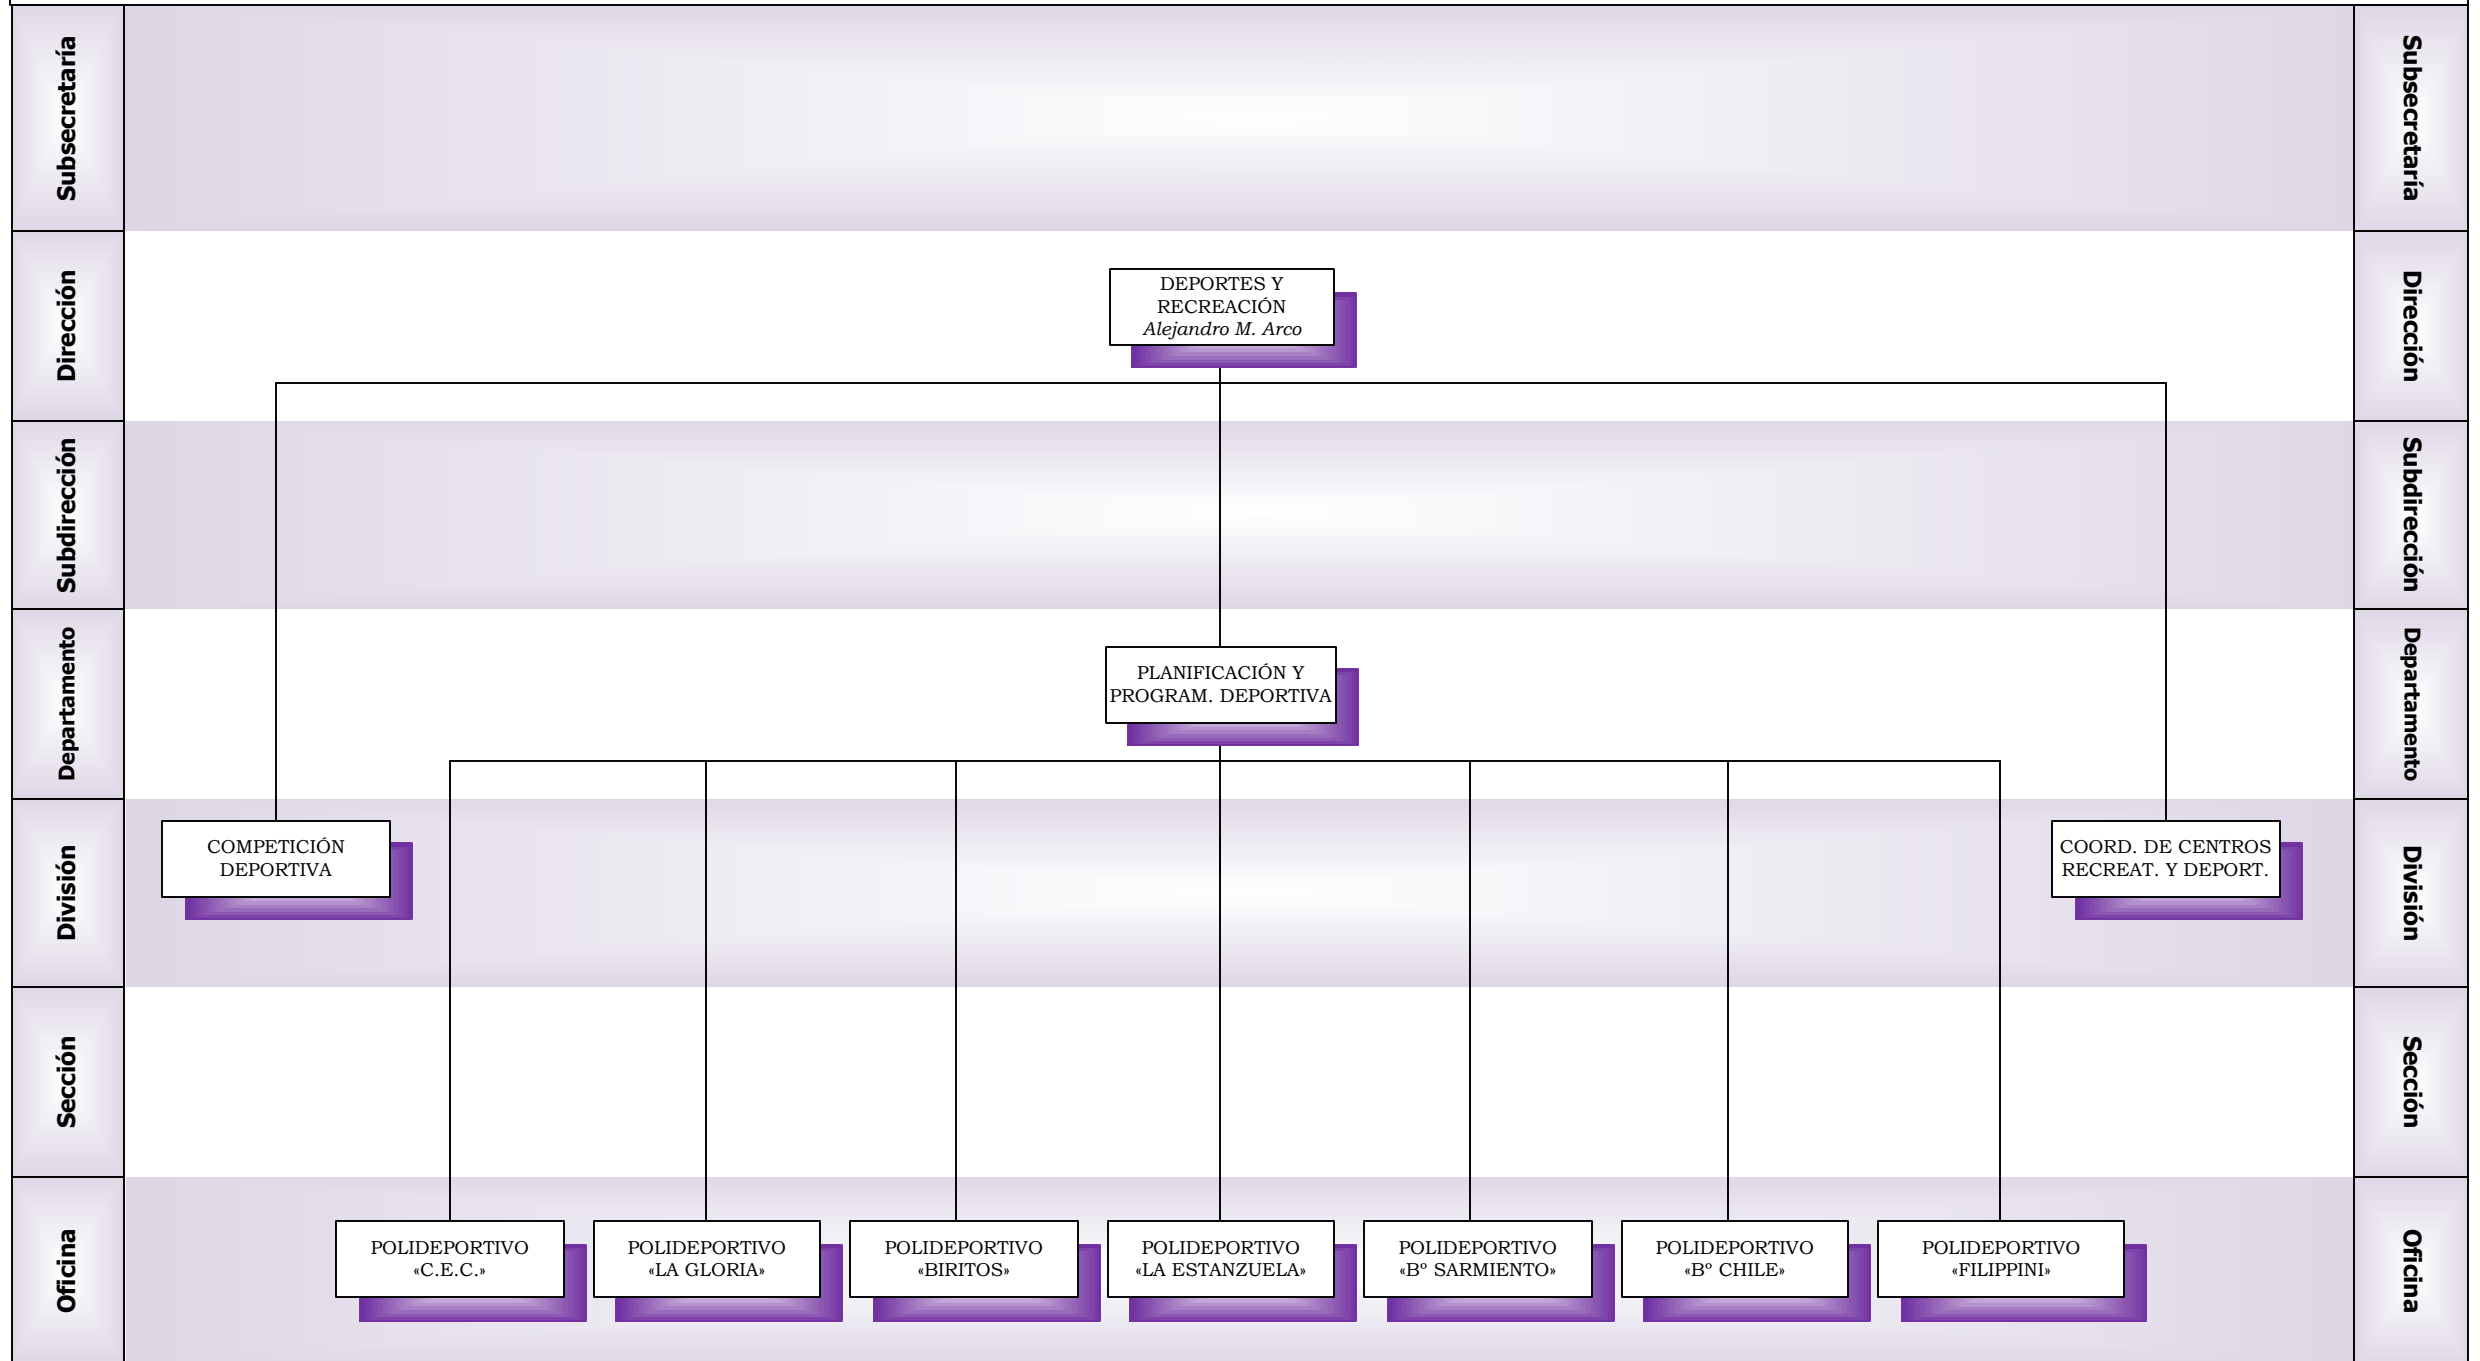 Subsecretaría
Subsecretaría
Dirección
DEPORTES Y
RECREACIÓN
Alejandro M. Arco
Dirección
Subdirección
Subdirección
Departamento
PLANIFICACIÓN Y
PROGRAM. DEPORTIVA
Departamento
División
COMPETICIÓN
DEPORTIVA
COORD. DE CENTROS
RECREAT. Y DEPORT.
División
Sección
Sección
Oficina
POLIDEPORTIVO
«C.E.C.»
POLIDEPORTIVO
«LA GLORIA»
POLIDEPORTIVO
«BIRITOS»
POLIDEPORTIVO
«LA ESTANZUELA»
POLIDEPORTIVO
«Bº SARMIENTO»
POLIDEPORTIVO
«Bº CHILE»
POLIDEPORTIVO
«FILIPPINI»
Oficina